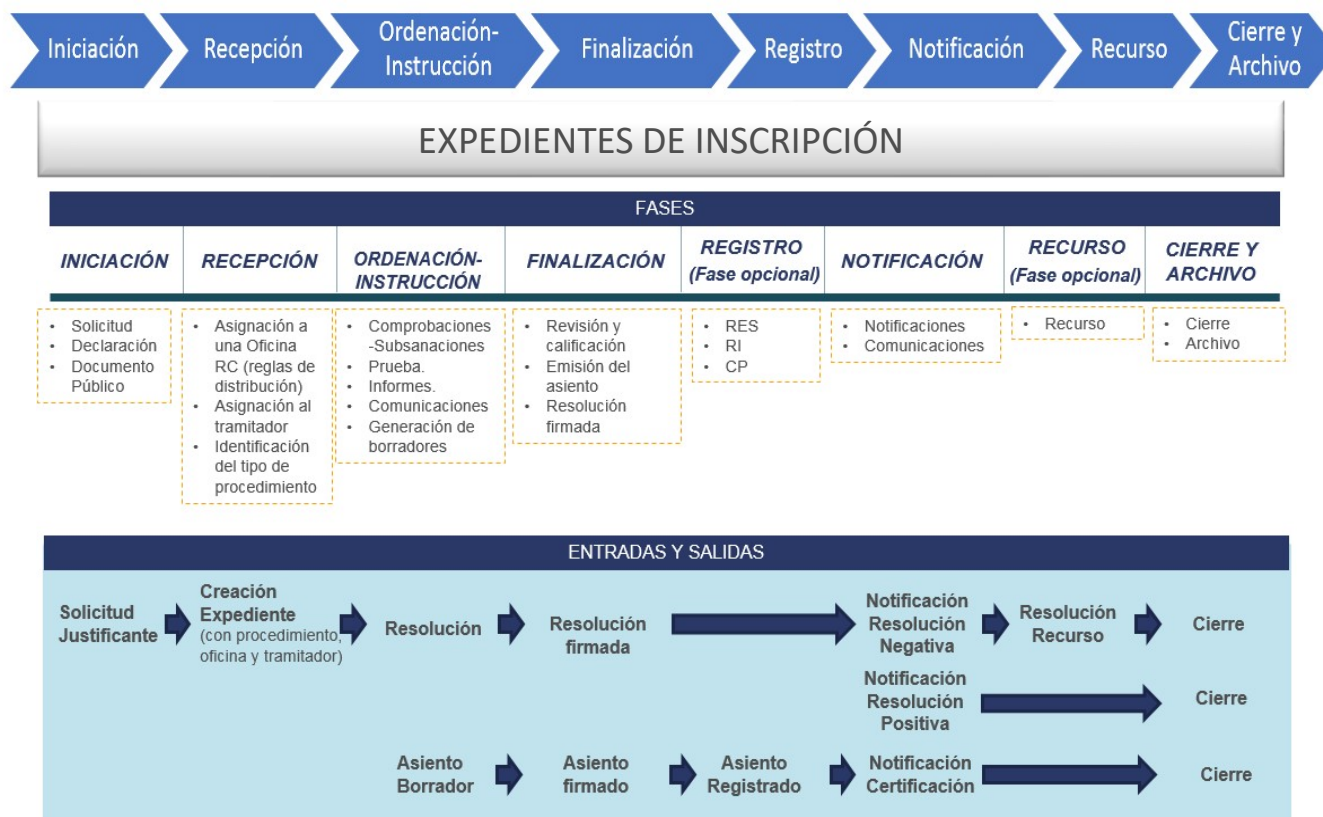 Iniciación
Recepción
Ordenación-
Instrucción
Finalización
Registro
Notificación
Recurso
Cierre y
Archivo
EXPEDIENTES DE INSCRIPCIÓN
FASES
INICIACIÓN
RECEPCIÓN
ORDENACIÓN-
INSTRUCCIÓN
FINALIZACIÓN
REGISTRO
(Fase opcional)
NOTIFICACIÓN
RECURSO
(Fase opcional)
CIERRE Y
ARCHIVO
• Solicitud
• Declaración
• Documento
Público
• Asignación a
una Oficina
RC (reglas de
distribución)
• Asignación al
tramitador
• Identificación
del tipo de
procedimiento
• Comprobaciones
-Subsanaciones
• Prueba.
• Informes.
• Comunicaciones
• Generación de
borradores
• Revisión y
calificación
• Emisión del
asiento
• Resolución
firmada
• RES
• RI
• CP
• Notificaciones
• Comunicaciones
• Recurso
• Cierre
• Archivo
ENTRADAS Y SALIDAS
Solicitud
Justificante
Creación
Expediente
(con procedimiento,
oficina y tramitador)
Resolución
Resolución
firmada
Notificación
Resolución
Negativa
Resolución
Recurso
Cierre
Notificación
Resolución
Positiva
Cierre
Asiento
Borrador
Asiento
firmado
Asiento
Registrado
Notificación
Certificación
Cierre